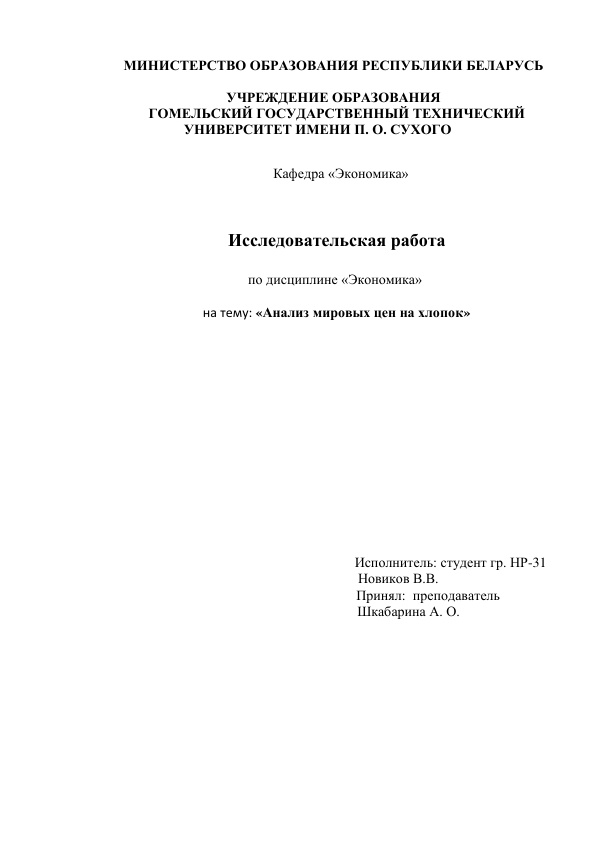 МИНИСТЕРСТВО ОБРАЗОВАНИЯ РЕСПУБЛИКИ БЕЛАРУСЬ
УЧРЕЖДЕНИЕ ОБРАЗОВАНИЯ
ГОМЕЛЬСКИЙ ГОСУДАРСТВЕННЫЙ ТЕХНИЧЕСКИЙ
УНИВЕРСИТЕТ ИМЕНИ П. О. СУХОГО
Кафедра «Экономика»
Исследовательская работа
по дисциплине «Экономика»
на тему: «Анализ мировых цен на хлопок»
Исполнитель: студент гр. НР-31
Новиков В.В.
Принял: преподаватель
Шкабарина А. О.